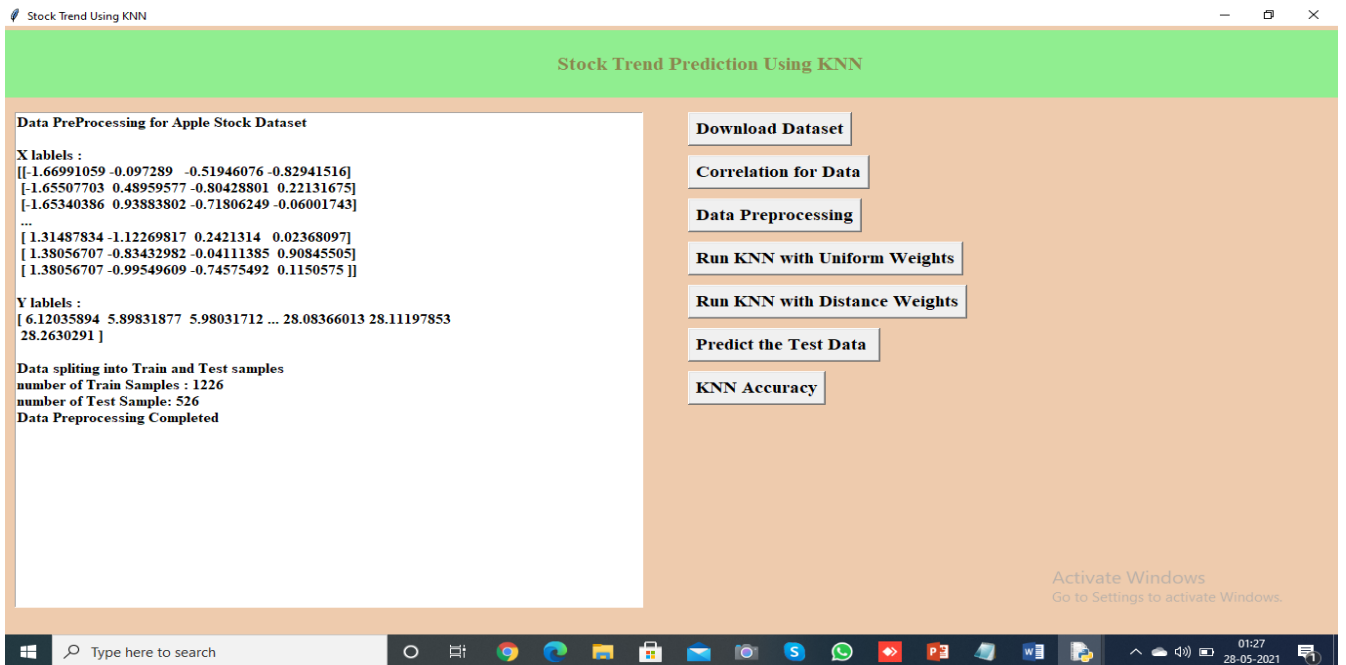 Stock Trend Using KNN
Stock Trend Prediction Using KNN
Data PreProcessing for Apple Stock Dataset
X lablels :
[[-1.66991059 -0.097289   -0.51946076 -0.82941516]
[-1.65507703  0.48959577 -0.80428801  0.22131675]
[-1.65340386  0.93883802 -0.71806249 -0.06001743]
...
[ 1.31487834 -1.12269817  0.2421314   0.02368097]
[ 1.38056707 -0.83432982 -0.04111385  0.90845505]
[ 1.38056707 -0.99549609 -0.74575492  0.1150575 ]]
Y lablels :
[ 6.12035894  5.89831877  5.98031712 ... 28.08366013 28.11197853
28.2630291 ]
Data spliting into Train and Test samples
number of Train Samples : 1226
number of Test Sample: 526
Data Preprocessing Completed
Download Dataset
Correlation for Data
Data Preprocessing
Run KNN with Uniform Weights
Run KNN with Distance Weights
Predict the Test Data
KNN Accuracy
Activate Windows
Go to Settings to activate Windows.
Type here to search
01:27
28-05-2021